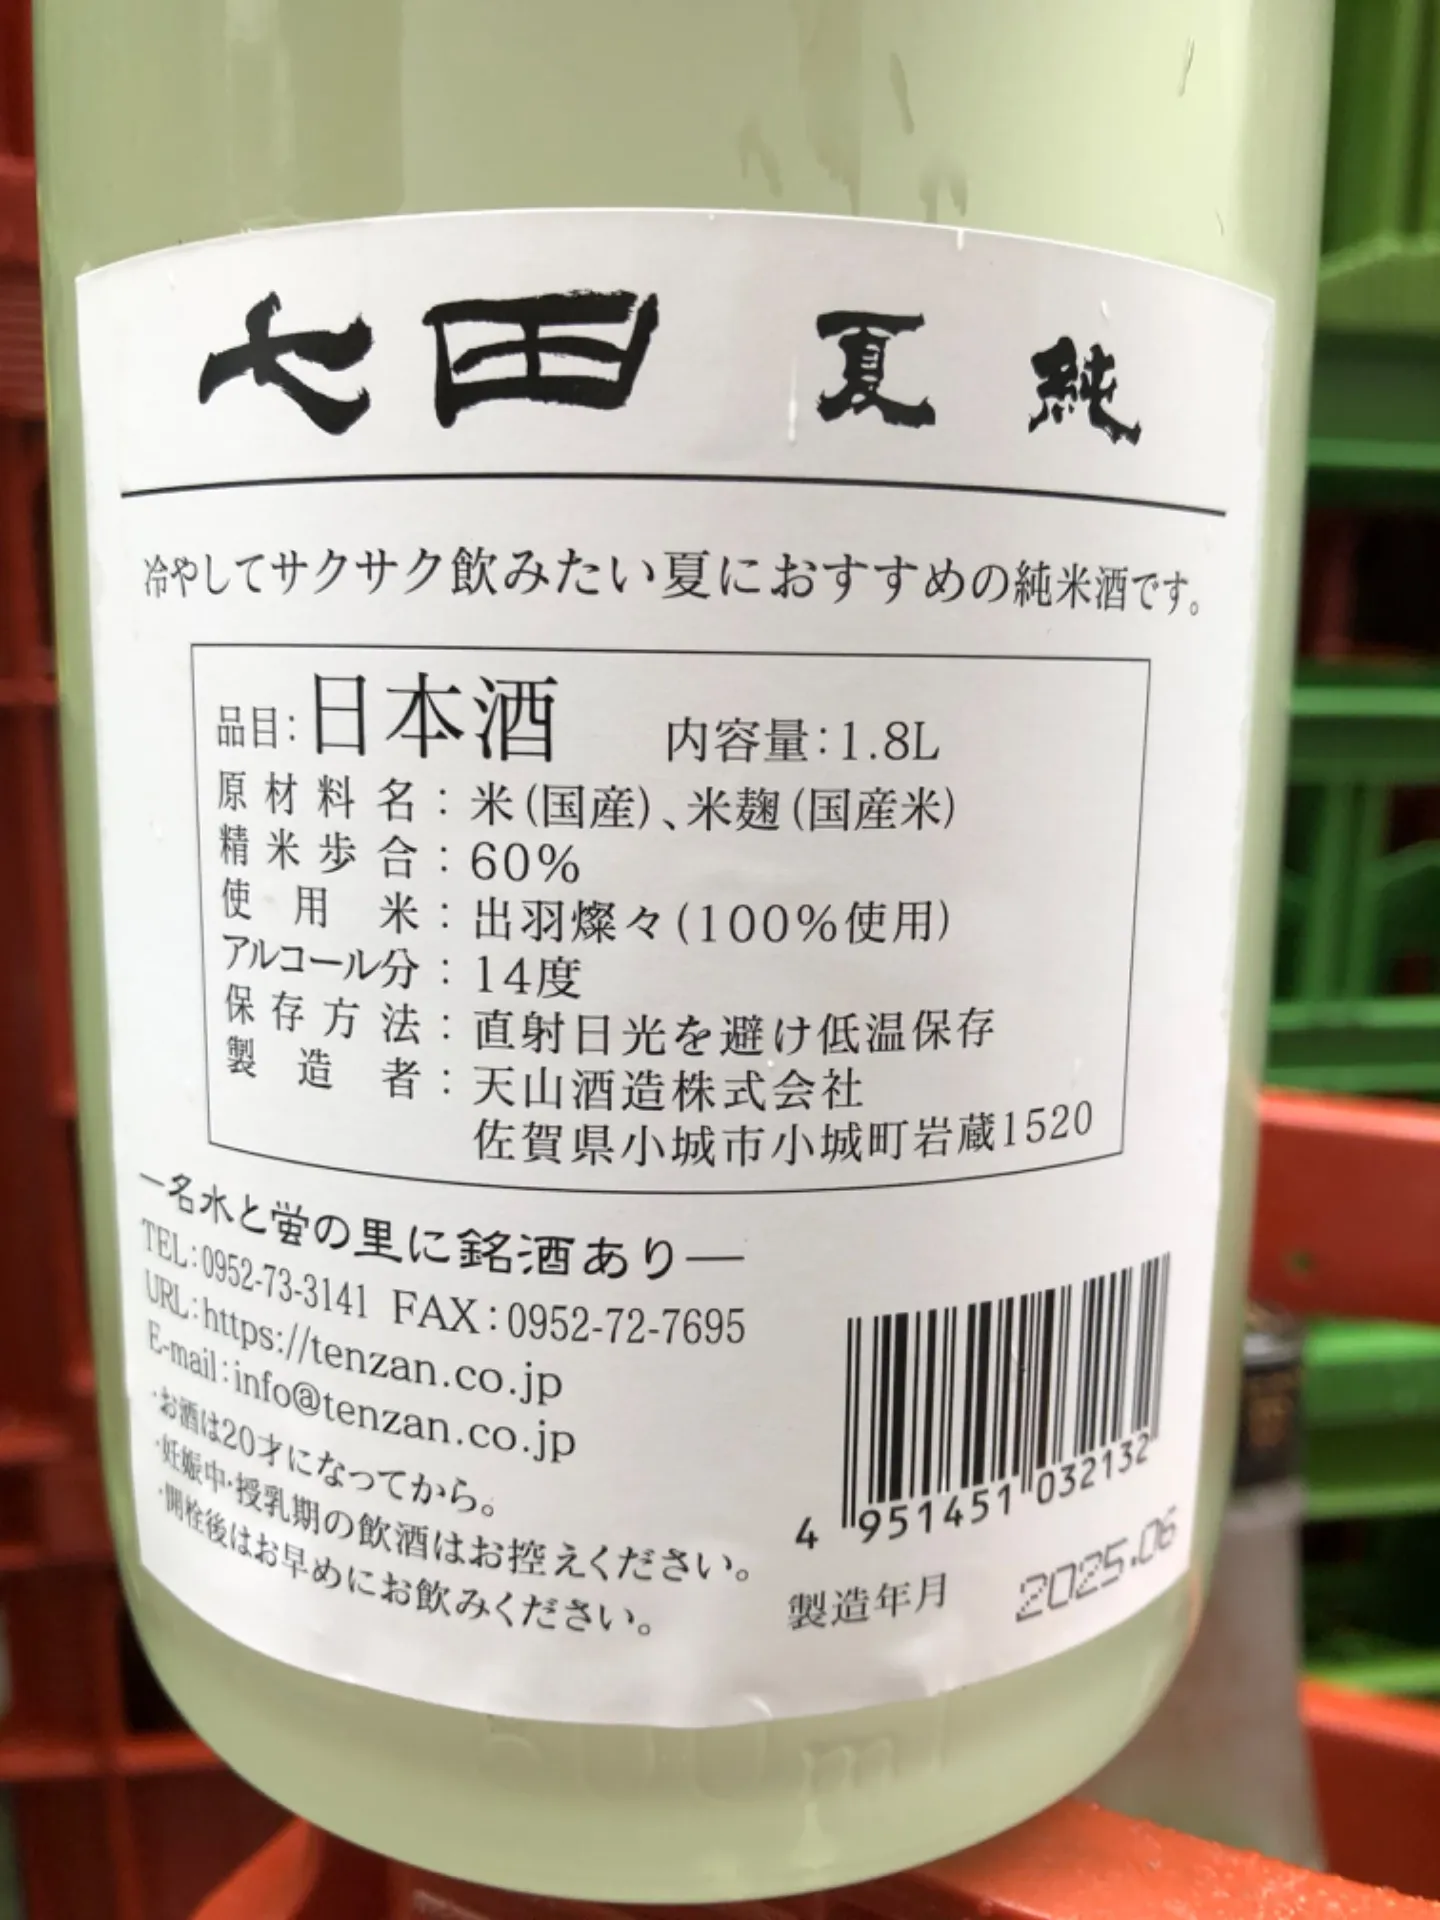 七田 夏純
冷やしてサクサク飲みたい夏におすすめの純米酒です。
品目:日本酒 内容量:1.8L
原材料名:米(国産)、米麹(国産米)
精米歩合:60%
使用米:出羽燦々(100%使用)
アルコール分:14度
保存方法:直射日光を避け低温保存
製造者:天山酒造株式会社
佐賀県小城市小城町岩蔵1520
―名水と蛍の里に銘酒あり―
TEL:0952-73-3141 FAX:0952-72-7695
URL:https://tenzan.co.jp
E-mail:info@tenzan.co.jp
・お酒は20才になってから。
・妊娠中・授乳期の飲酒はお控えください。
・開栓後はお早めにお飲みください。
4 951451 032132
製造年月 2025.06